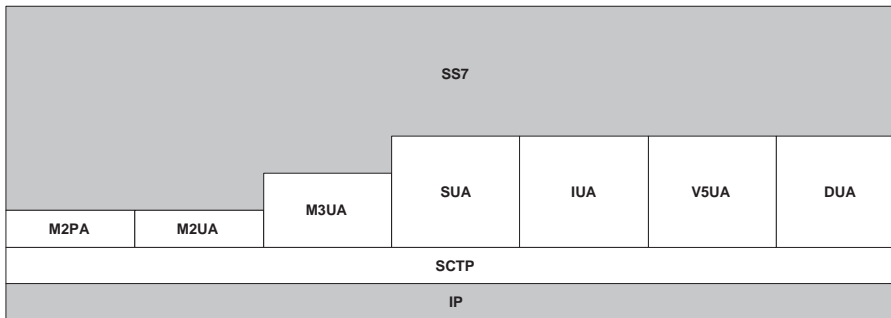 SS7
SUA IUA V5UA DUA
M3UA
M2PA M2UA
SCTP
IP